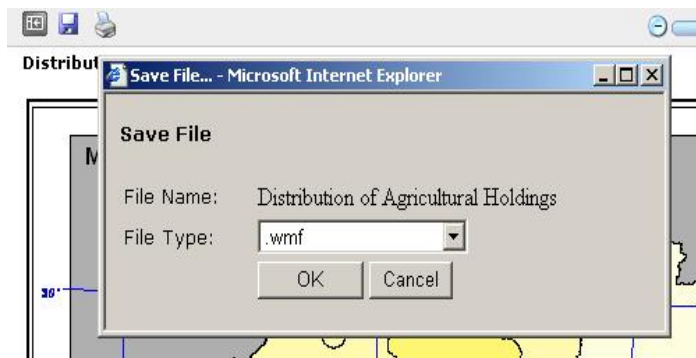 Distribut
Save File... - Microsoft Internet Explorer
Save File
M
File Name: Distribution of Agricultural Holdings
File Type: .wmf
OK Cancel